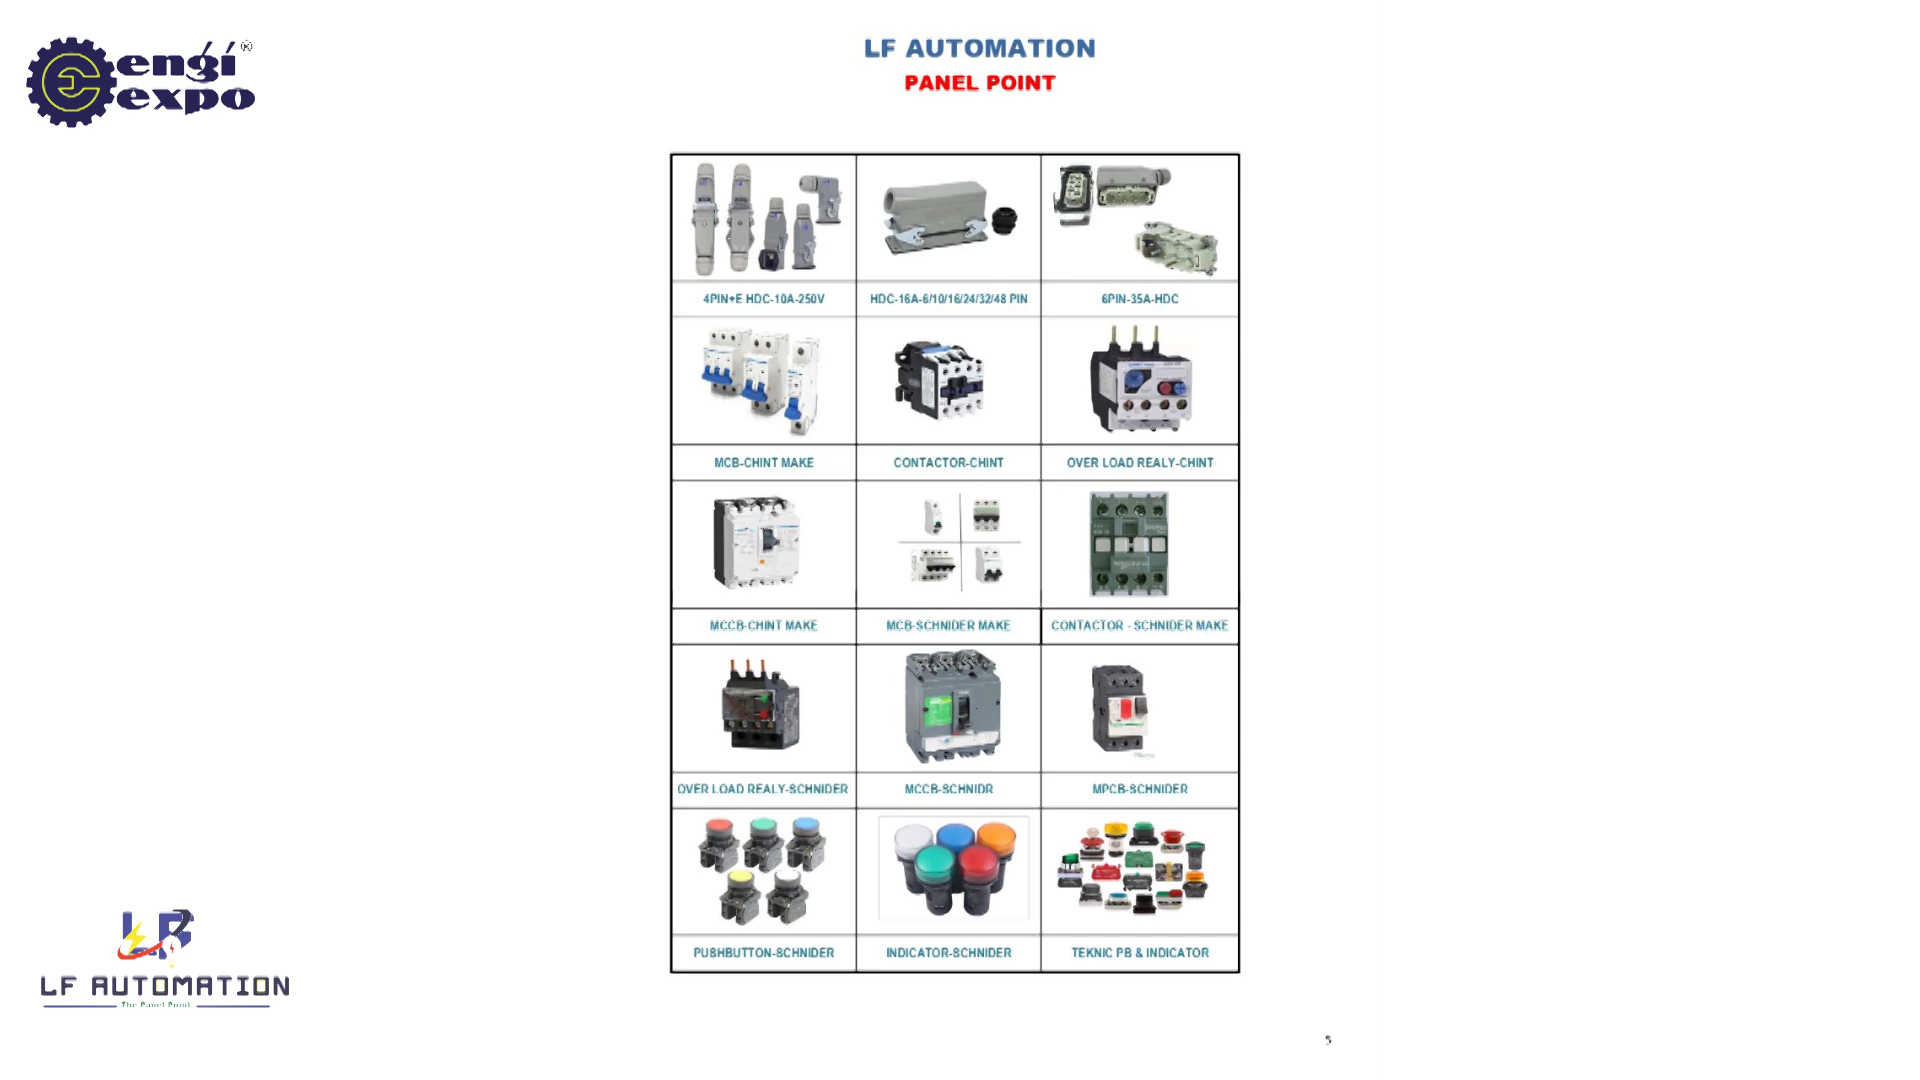 engi
expo
®
LF AUTOMATION
PANEL POINT
4PIN+E HDC-10A-250V
HDC-16A-6/10/16/24/32/48 PIN
6PIN-35A-HDC
MCB-CHINT MAKE
CONTACTOR-CHINT
OVER LOAD REALY-CHINT
MCCB-CHINT MAKE
MCB-SCHNIDER MAKE
CONTACTOR - SCHNIDER MAKE
OVER LOAD REALY-SCHNIDER
MCCB-SCHNIDR
MPCB-SCHNIDER
PUSHBUTTON-SCHNIDER
INDICATOR-SCHNIDER
TEKNIC PB & INDICATOR
LF AUTOMATION
The Panel Point
5